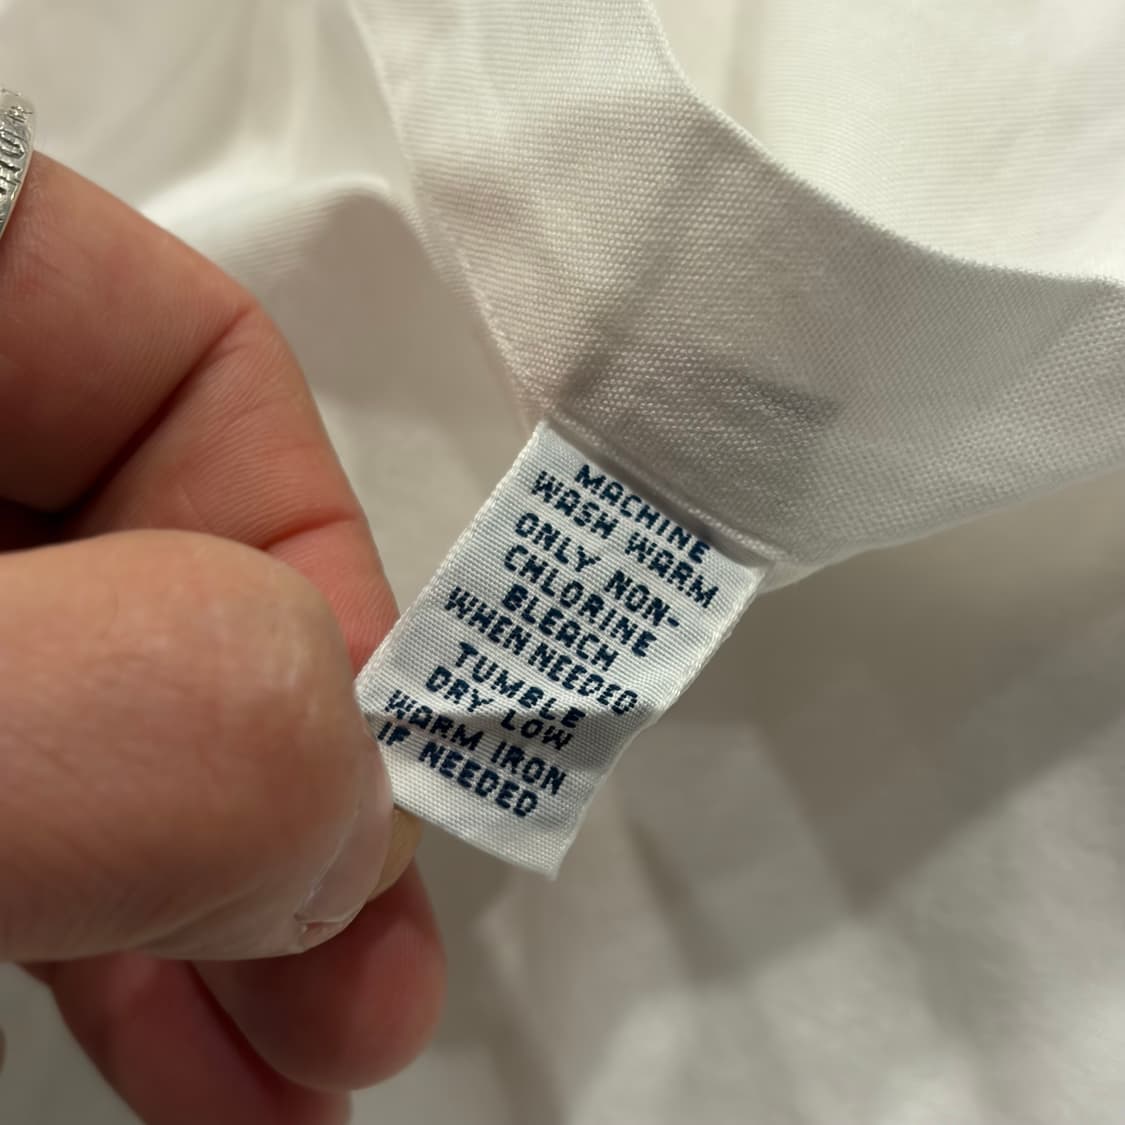 MACHINE
WASH WARM
ONLY NON-
CHLORINE
BLEACH
WHEN NEEDED
TUMBLE
DRY LOW
WARM IRON
IF NEEDED